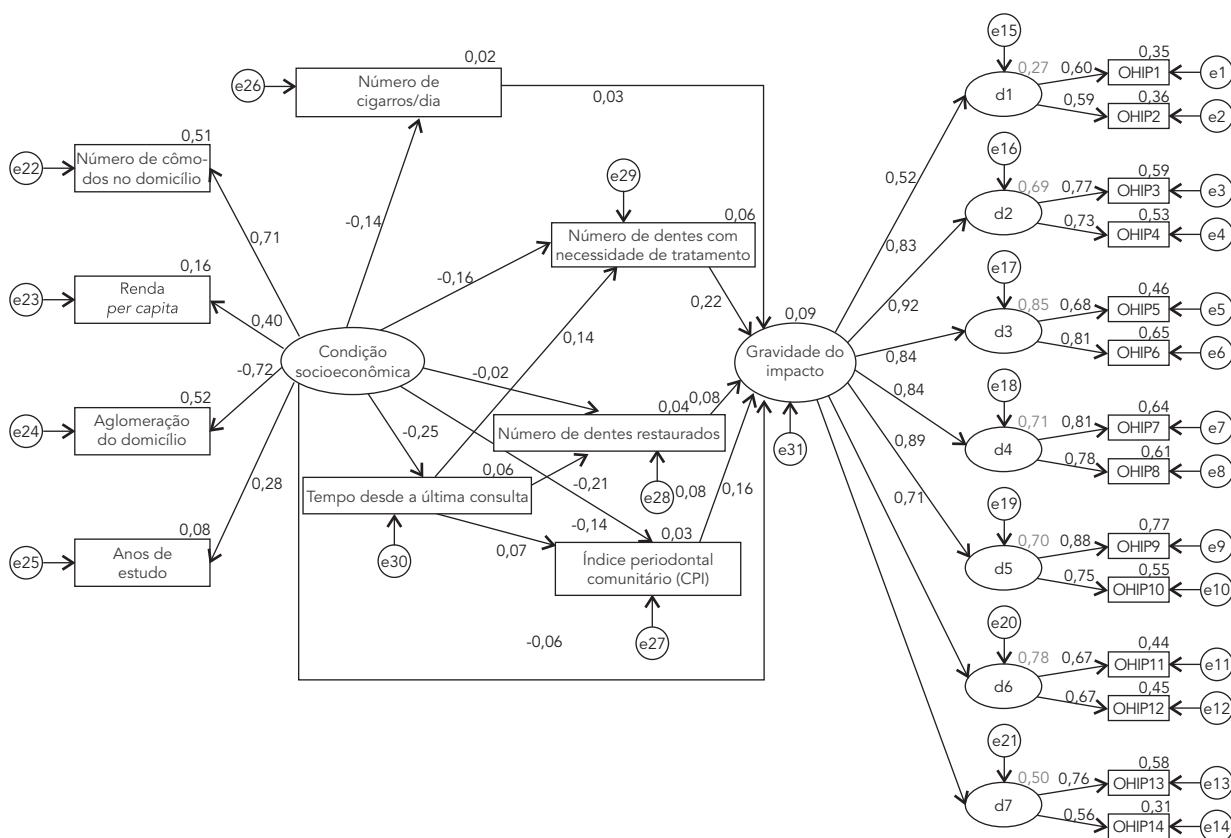 e15
0,02
0,35
0,27
0,60
OHIP1
e1
Número de
cigarros/dia
e26
d1
0,03
0,59
0,36
OHIP2
e2
0,51
e16
Número de cômo-
dos no domicílio
e22
e29
0,59
0,69
0,77
OHIP3
e3
0,52
d2
0,06
-0,14
0,73
0,53
OHIP4
e4
0,71
Número de dentes com
necessidade de tratamento
0,83
e17
0,16
-0,16
0,46
Renda
per capita
e23
0,22
0,92
0,85
0,68
OHIP5
e5
0,40
0,14
0,09
d3
0,81
0,65
OHIP6
e6
Condição
socioeconômica
Gravidade do
impacto
0,84
-0,72
-0,02
e18
0,84
0,52
0,04
0,08
0,64
Aglomeração
do domicílio
e24
0,71
0,81
OHIP7
e7
-0,25
Número de dentes restaurados
e31
0,89
d4
0,78
0,61
OHIP8
e8
0,06
0,28
Tempo desde a última consulta
-0,21
e28
0,08
0,16
0,71
e19
0,08
-0,14
0,03
0,77
Anos de
estudo
e25
e30
0,07
Índice periodontal
comunitário (CPI)
0,70
0,88
OHIP9
e9
d5
0,75
0,55
OHIP10
e10
-0,06
e27
e20
0,44
0,78
0,67
OHIP11
e11
d6
0,67
0,45
OHIP12
e12
e21
0,58
0,50
0,76
OHIP13
e13
d7
0,56
0,31
OHIP14
e14